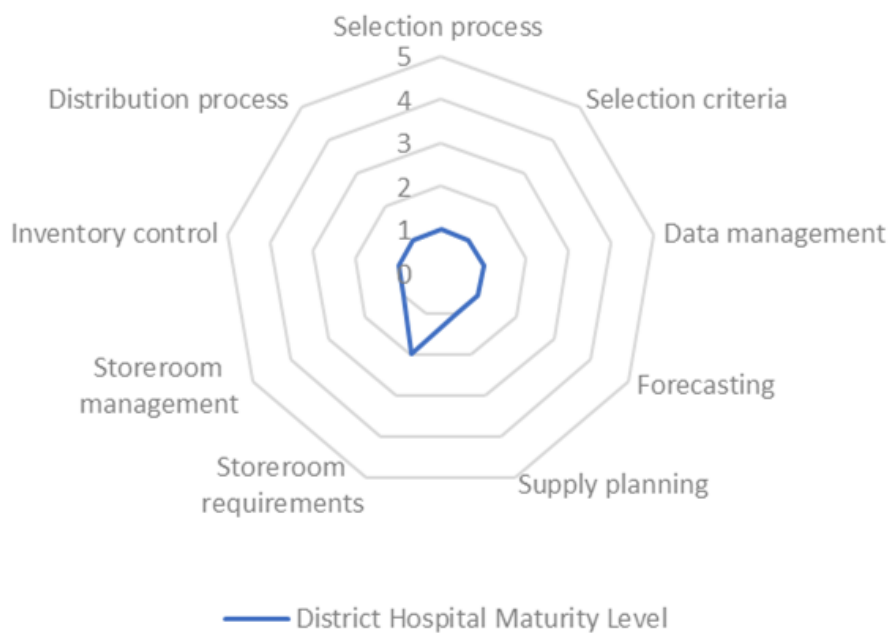 Selection process
5
4
3
2
1
0
Selection criteria
Data management
Forecasting
Supply planning
Storeroom
requirements
Storeroom
management
Inventory control
Distribution process
District Hospital Maturity Level